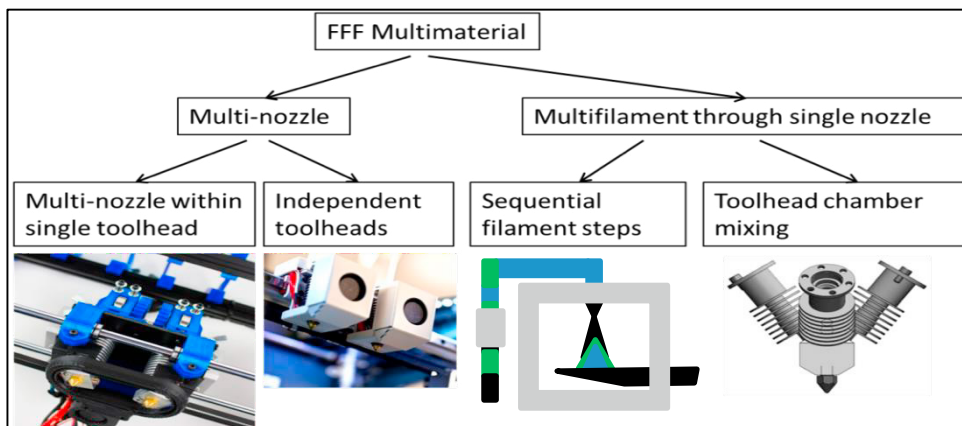 FFF Multimaterial
Multi-nozzle
Multifilament through single nozzle
Multi-nozzle within
single toolhead
Independent
toolheads
Sequential
filament steps
Toolhead chamber
mixing